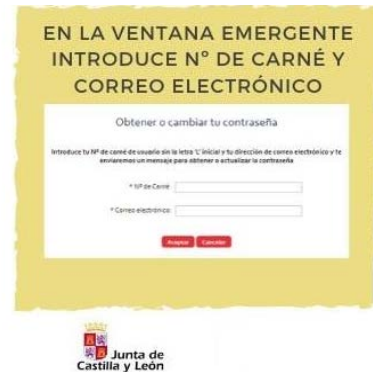 EN LA VENTANA EMERGENTE
INTRODUCE Nº DE CARNÉ Y
CORREO ELECTRÓNICO
Obtener o cambiar tu contraseña
Introduce tu Nº de carné de usuario sin la letra 'L' inicial y tu dirección de correo electrónico y te
enviaremos un mensaje para obtener o actualizar la contraseña
* Nº de Carné
* Correo electrónico
Aceptar Cancelar
Junta de
Castilla y León